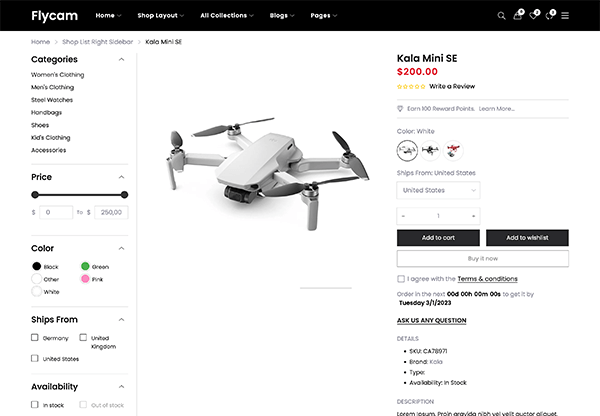 Flycam
Home Shop Layout All Collections Blogs Pages
Home > Shop List Right Sidebar > Kala Mini SE
Categories
Women's Clothing
Men's Clothing
Steel Watches
Handbags
Shoes
Kid's Clothing
Accessories
Price
$ 0 To $ 250,00
Color
Black Green
Other Pink
White
Ships From
Germany United Kingdom
United States
Availability
In stock Out of stock
Kala Mini SE
$200.00
Write a Review
Earn 100 Reward Points. Learn More...
Color: White
Ships From: United States
United States
− 1 +
Add to cart Add to wishlist
Buy it now
I agree with the Terms & conditions
Order in the next 00d 00h 00m 00s to get it by
Tuesday 3/1/2023
ASK US ANY QUESTION
DETAILS
SKU: CA78971
Brand: Kala
Type:
Availability: In Stock
DESCRIPTION
Lorem Ipsum. Proin gravida nibh vel velit auctor aliquet.